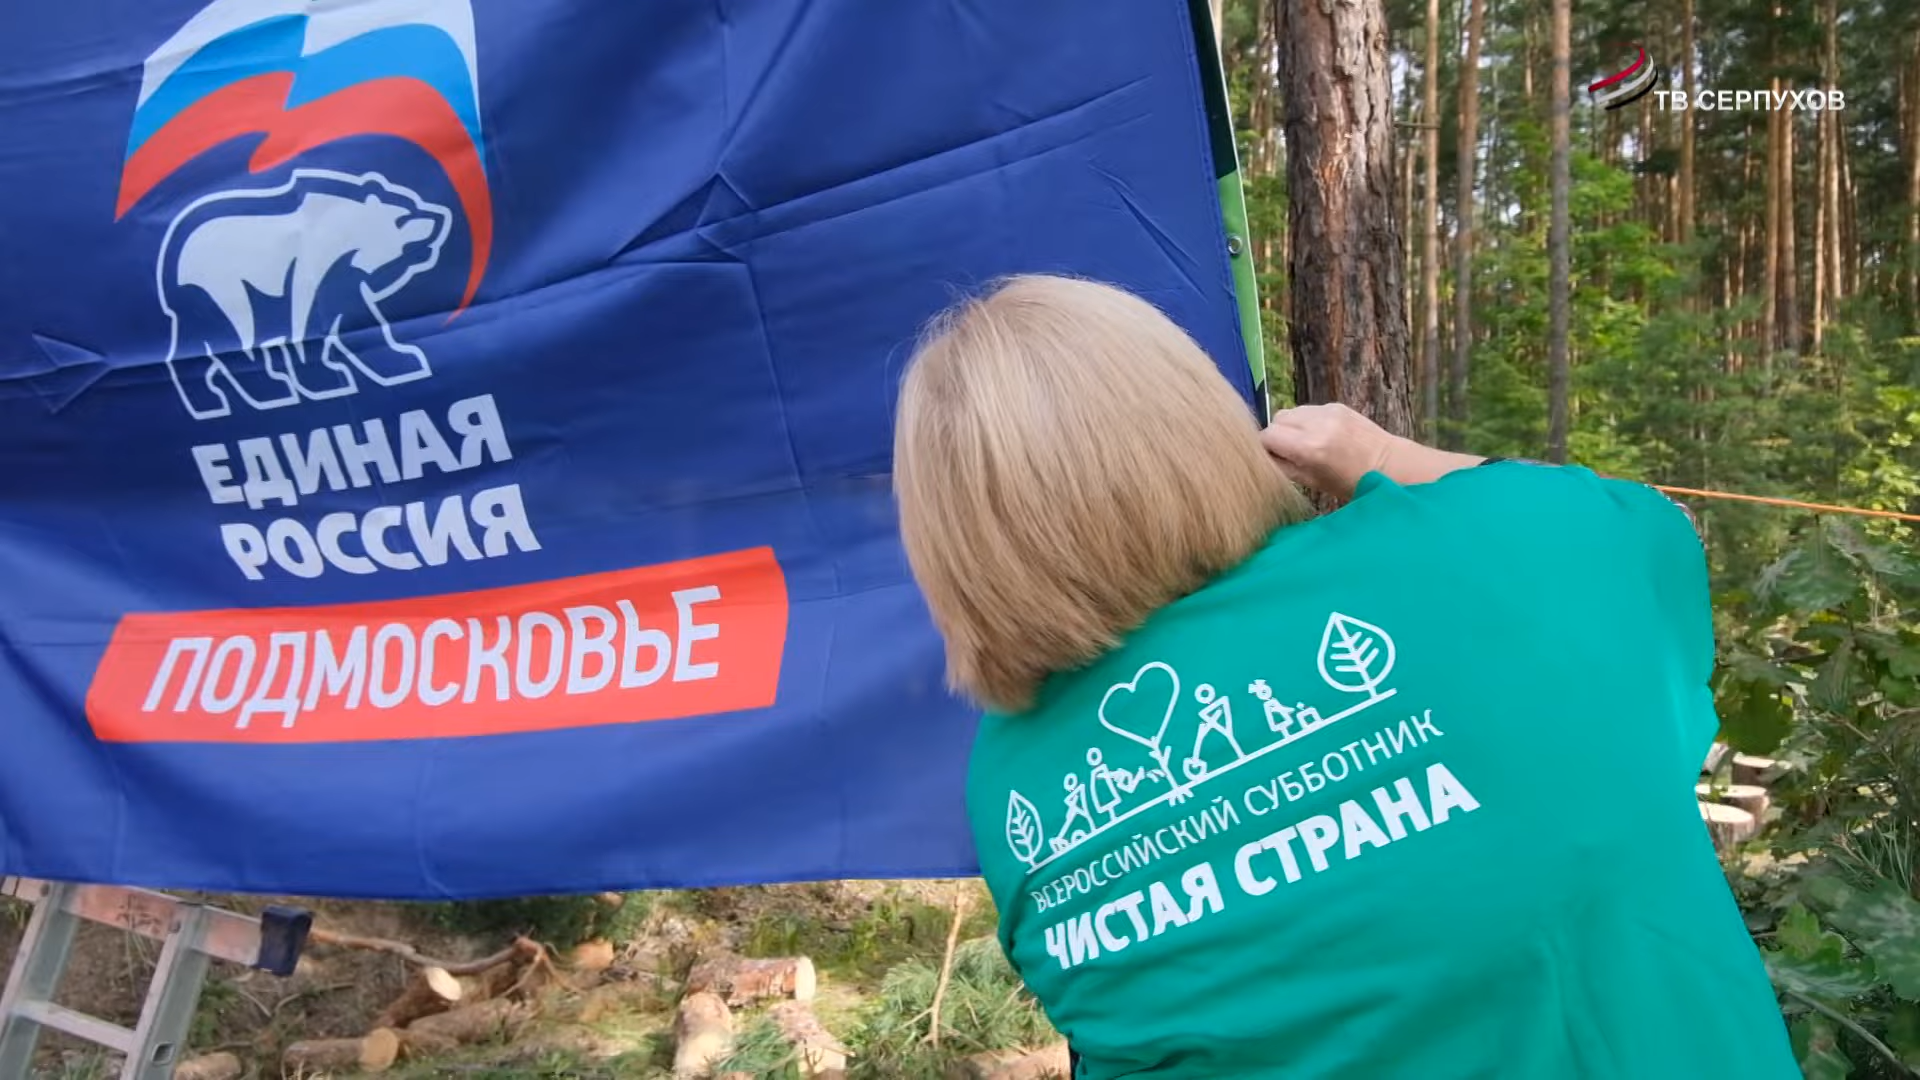 ТВ СЕРПУХОВ
ЕДИНАЯ
РОССИЯ
ПОДМОСКОВЬЕ
ВСЕРОССИЙСКИЙ СУББОТНИК
ЧИСТАЯ СТРАНА